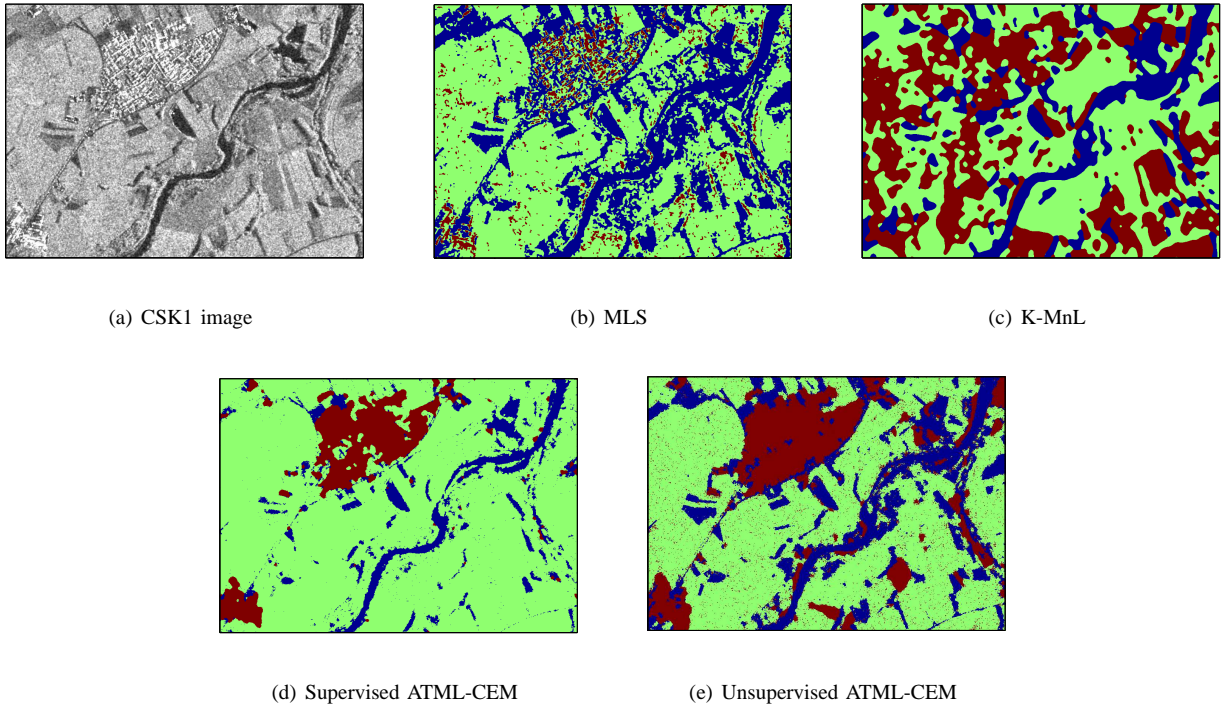 (a) CSK1 image
(b) MLS
(c) K-MnL
(d) Supervised ATML-CEM
(e) Unsupervised ATML-CEM